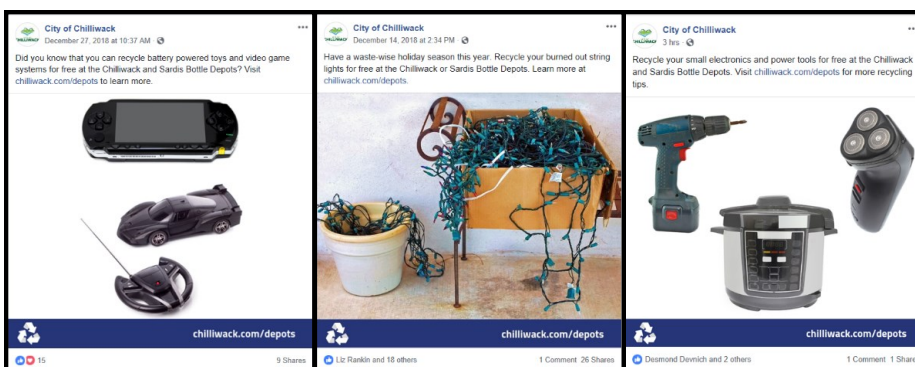 City of Chilliwack
December 27, 2018 at 10:37 AM ·
Did you know that you can recycle battery powered toys and video game
systems for free at the Chilliwack and Sardis Bottle Depots? Visit
chilliwack.com/depots to learn more.
chilliwack.com/depots
15
9 Shares
City of Chilliwack
December 14, 2018 at 2:34 PM ·
Have a waste-wise holiday season this year. Recycle your burned out string
lights for free at the Chilliwack or Sardis Bottle Depots. Learn more at
chilliwack.com/depots.
chilliwack.com/depots
Liz Rankin and 18 others
1 Comment 26 Shares
City of Chilliwack
3 hrs ·
Recycle your small electronics and power tools for free at the Chilliwack
and Sardis Bottle Depots. Visit chilliwack.com/depots for more recycling
tips.
chilliwack.com/depots
Desmond Devnich and 2 others
1 Comment 1 Share